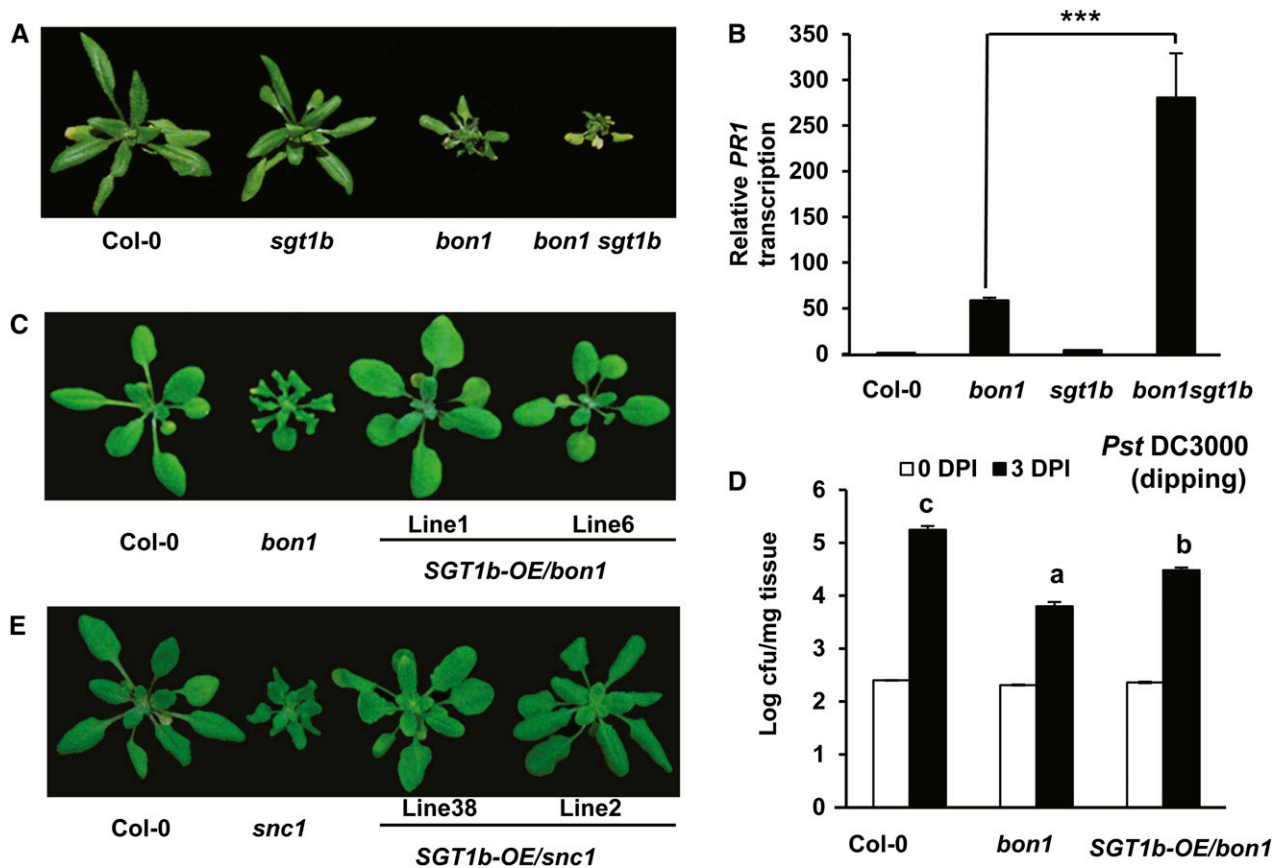 A
Col-0 sgt1b bon1 bon1 sgt1b
B
***
Relative PR1
transcription
350
300
250
200
150
100
50
0
Col-0 bon1 sgt1b bon1sgt1b
C
Col-0 bon1 Line1 Line6
SGT1b-OE/bon1
D
Pst DC3000
(dipping)
0 DPI 3 DPI
Log cfu/mg tissue
6
5
4
3
2
1
0
c
a
b
Col-0 bon1 SGT1b-OE/bon1
E
Col-0 snc1 Line38 Line2
SGT1b-OE/snc1